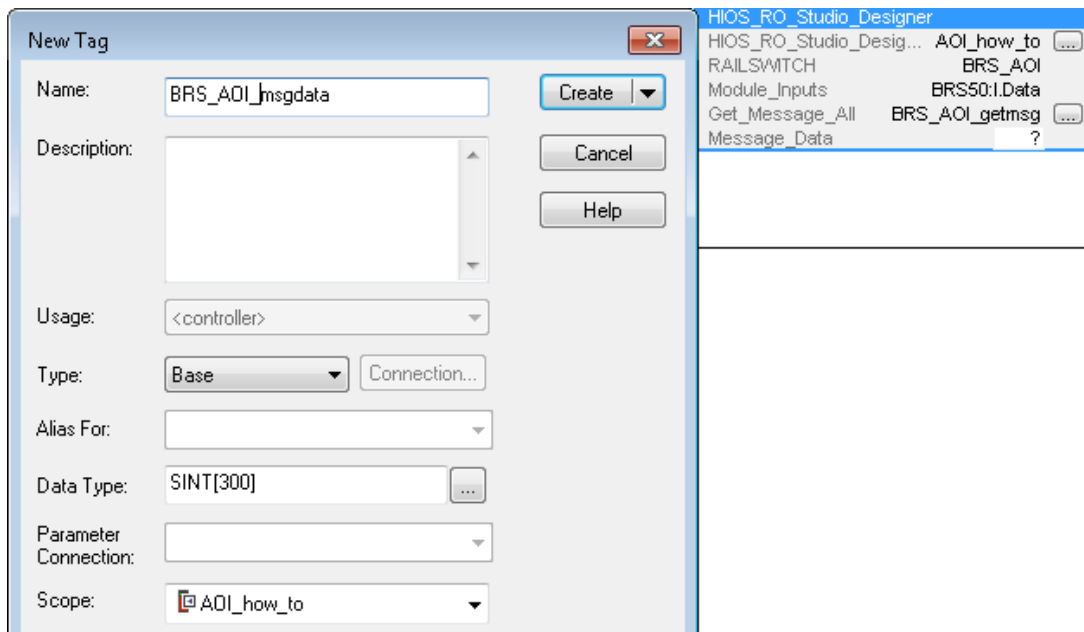 New Tag
Name:
BRS_AOI_msgdata
Create
Description:
Cancel
Help
Usage:
<controller>
Type:
Base
Connection...
Alias For:
Data Type:
SINT[300]
...
Parameter
Connection:
Scope:
AOI_how_to
HIOS_RO_Studio_Designer
HIOS_RO_Studio_Desig... AOI_how_to ...
RAILSWITCH BRS_AOI
Module_Inputs BRS50:I.Data
Get_Message_All BRS_AOI_getmsg ...
Message_Data ?